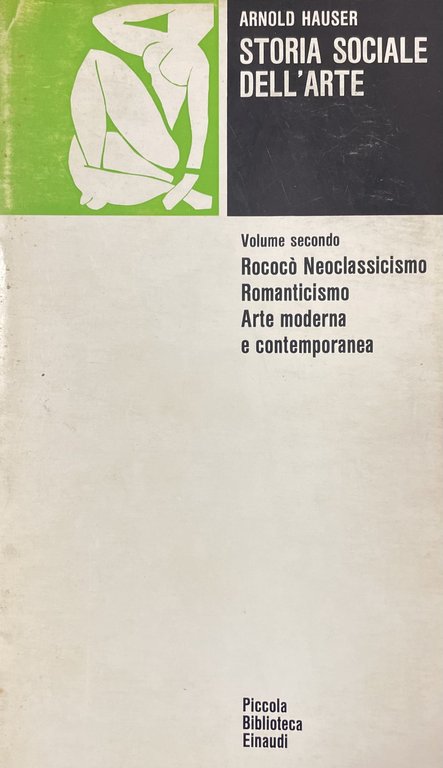 ARNOLD HAUSER
STORIA SOCIALE
DELL'ARTE
Volume secondo
Rococò Neoclassicismo
Romanticismo
Arte moderna
e contemporanea
Piccola
Biblioteca
Einaudi